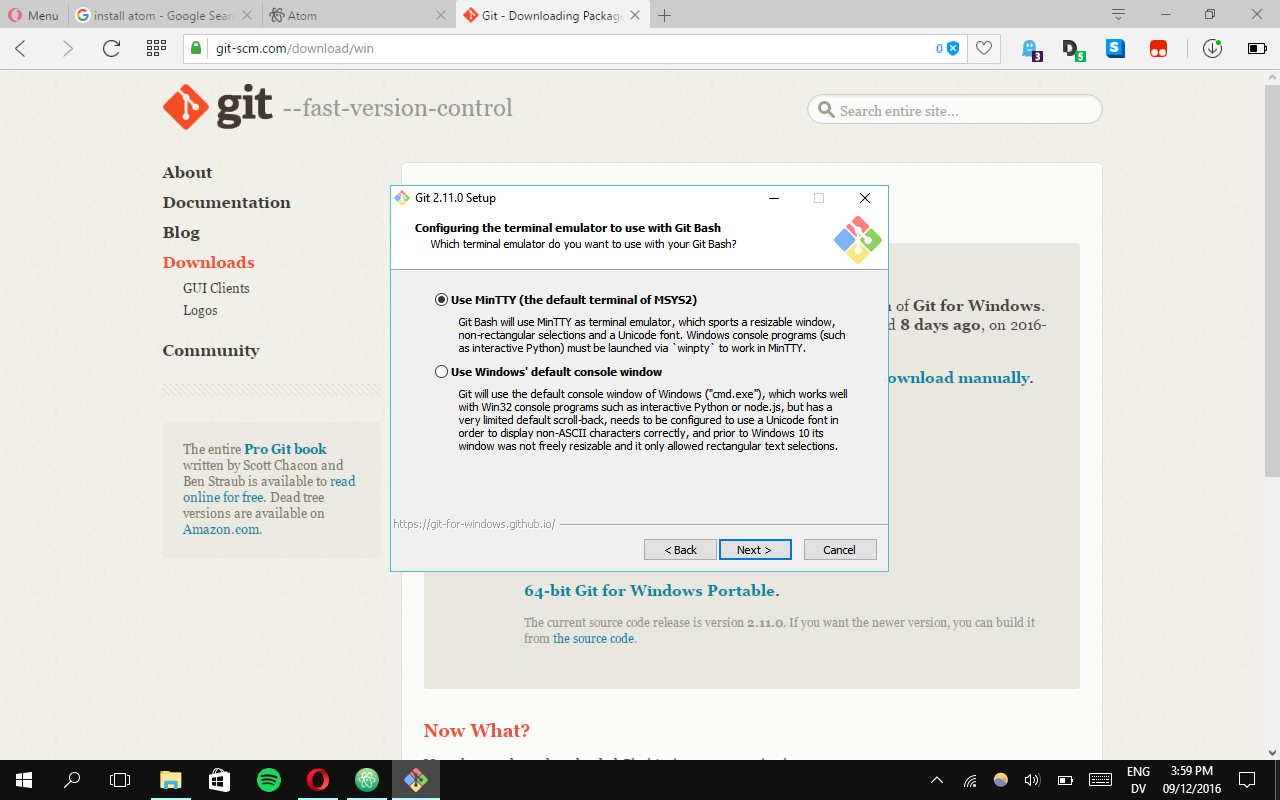 Menu
install atom - Google Sear
Atom
Git - Downloading Package
git-scm.com/download/win
0
3
D
5
S
git --fast-version-control
Search entire site...
About
Documentation
Blog
Downloads
GUI Clients
Logos
Community
The entire Pro Git book
written by Scott Chacon and
Ben Straub is available to read
online for free. Dead tree
versions are available on
Amazon.com.
Git 2.11.0 Setup
Configuring the terminal emulator to use with Git Bash
Which terminal emulator do you want to use with your Git Bash?
Use MinTTY (the default terminal of MSYS2)
Git Bash will use MinTTY as terminal emulator, which sports a resizable window,
non-rectangular selections and a Unicode font. Windows console programs (such
as interactive Python) must be launched via `winpty` to work in MinTTY.
Use Windows' default console window
Git will use the default console window of Windows ("cmd.exe"), which works well
with Win32 console programs such as interactive Python or node.js, but has a
very limited default scroll-back, needs to be configured to use a Unicode font in
order to display non-ASCII characters correctly, and prior to Windows 10 its
window was not freely resizable and it only allowed rectangular text selections.
https://git-for-windows.github.io/
< Back
Next >
Cancel
of Git for Windows.
8 days ago, on 2016-
ownload manually.
64-bit Git for Windows Portable.
The current source code release is version 2.11.0. If you want the newer version, you can build it
from the source code.
Now What?
ENG
DV
3:59 PM
09/12/2016